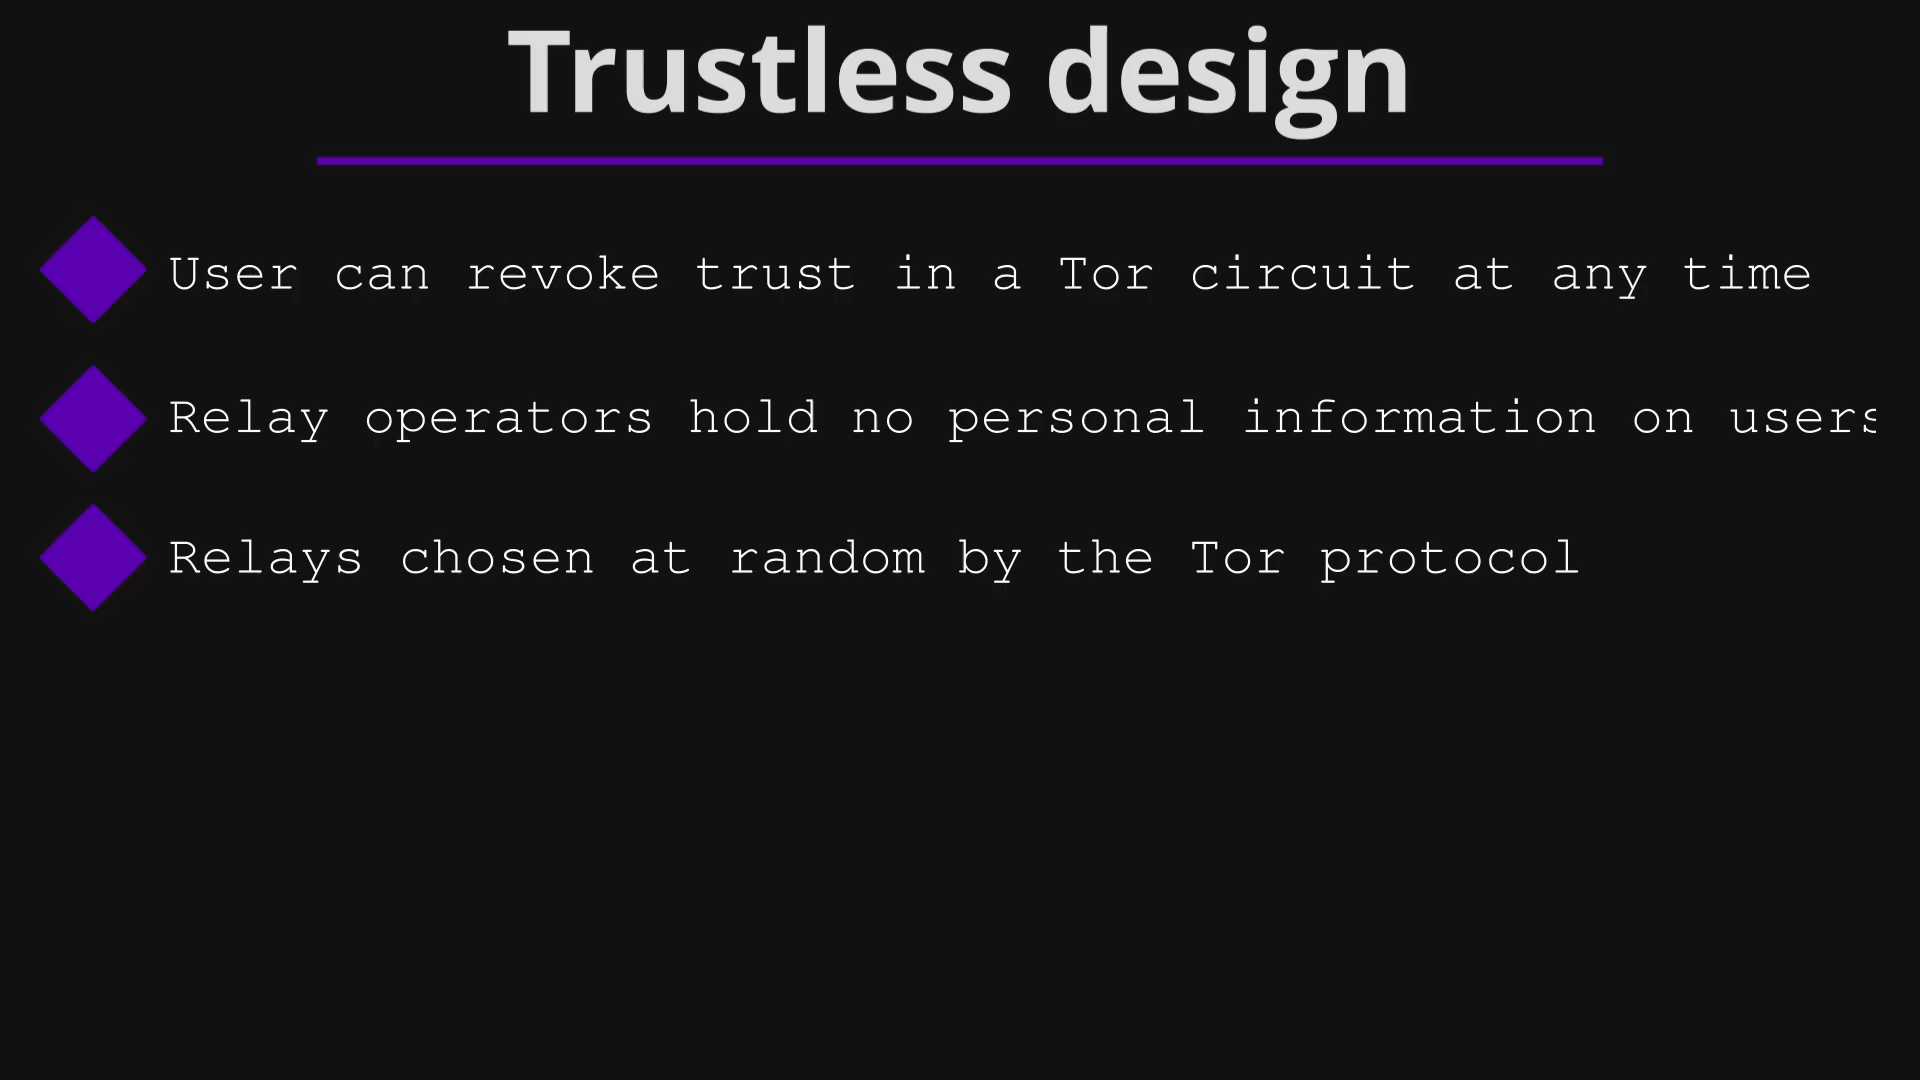 Trustless design
User can revoke trust in a Tor circuit at any time
Relay operators hold no personal information on users
Relays chosen at random by the Tor protocol